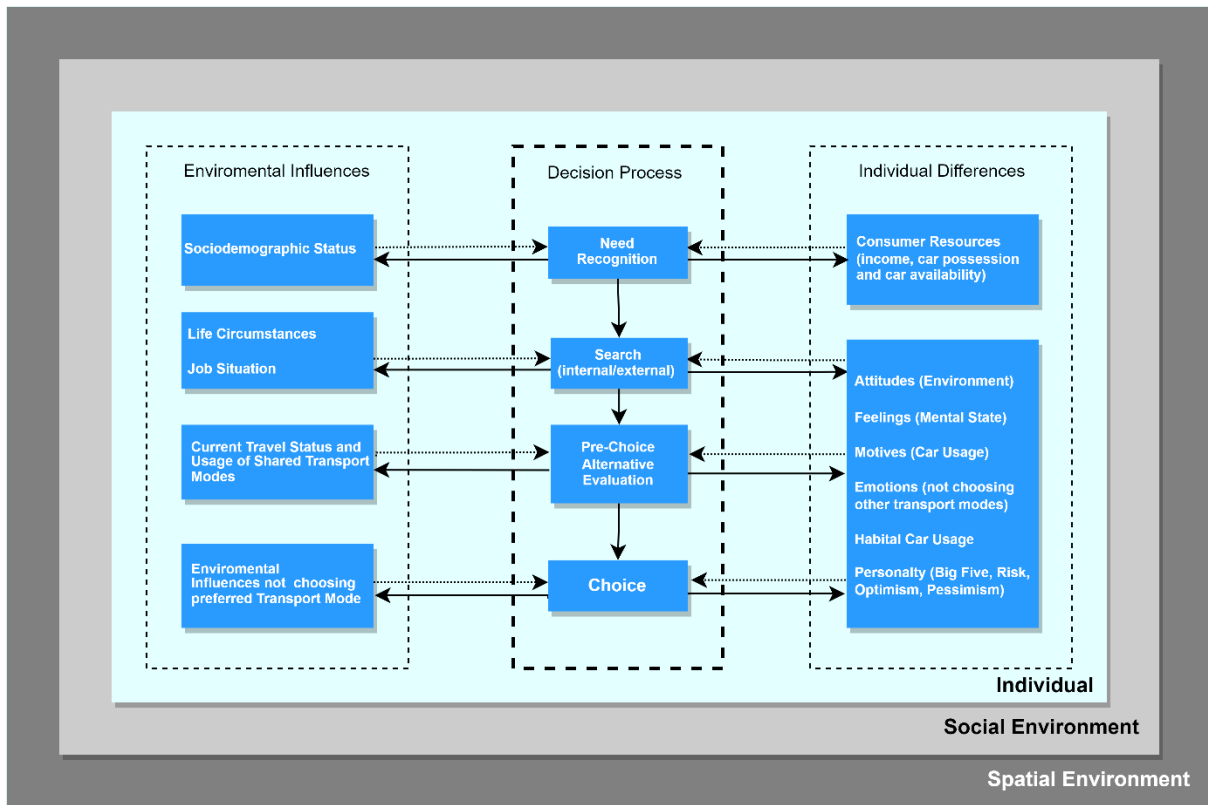 Enviromental Influences
Sociodemographic Status
Life Circumstances
Job Situation
Current Travel Status and
Usage of Shared Transport
Modes
Enviromental
Influences not choosing
preferred Transport Mode
Decision Process
Need
Recognition
Search
(internal/external)
Pre-Choice
Alternative
Evaluation
Choice
Individual Differences
Consumer Resources
(income, car possession
and car availability)
Attitudes (Environment)
Feelings (Mental State)
Motives (Car Usage)
Emotions (not choosing
other transport modes)
Habital Car Usage
Personalty (Big Five, Risk,
Optimism, Pessimism)
Individual
Social Environment
Spatial Environment